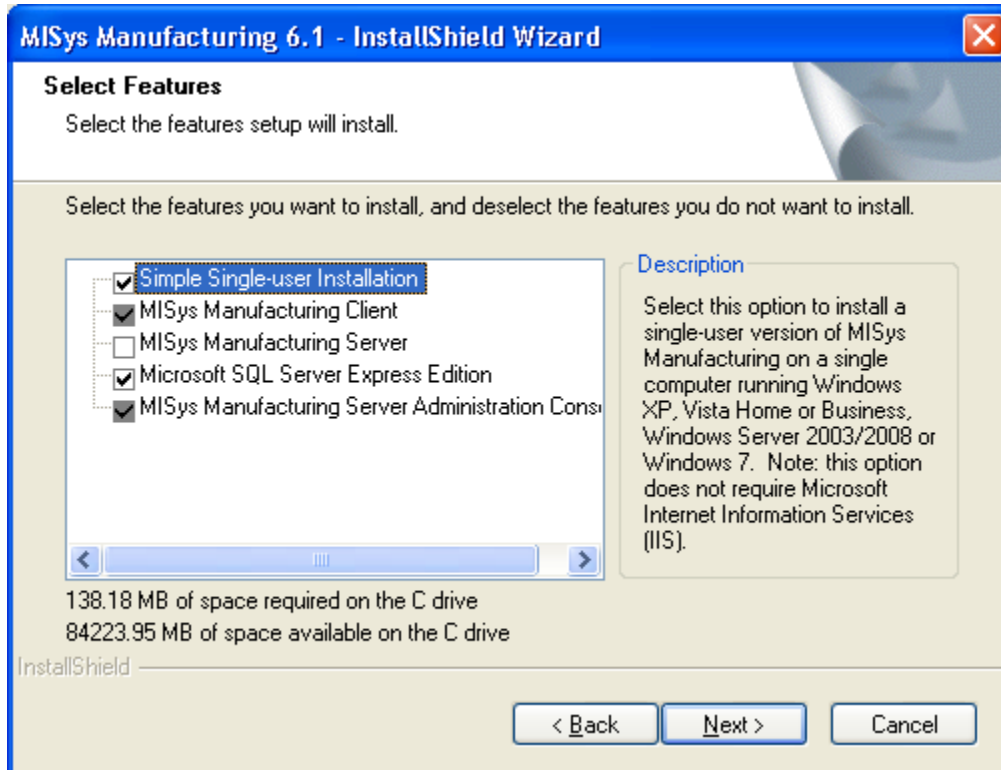 MISys Manufacturing 6.1 - InstallShield Wizard
Select Features
Select the features setup will install.
Select the features you want to install, and deselect the features you do not want to install.
Simple Single-user Installation
MISys Manufacturing Client
MISys Manufacturing Server
Microsoft SQL Server Express Edition
MISys Manufacturing Server Administration
Description
Select this option to install a
single-user version of MISys
Manufacturing on a single
computer running Windows
XP, Vista Home or Business,
Windows Server 2003/2008 or
Windows 7. Note: this option
does not require Microsoft
Internet Information Services
(IIS).
138.18 MB of space required on the C drive
84223.95 MB of space available on the C drive
InstallShield
< Back
Next >
Cancel